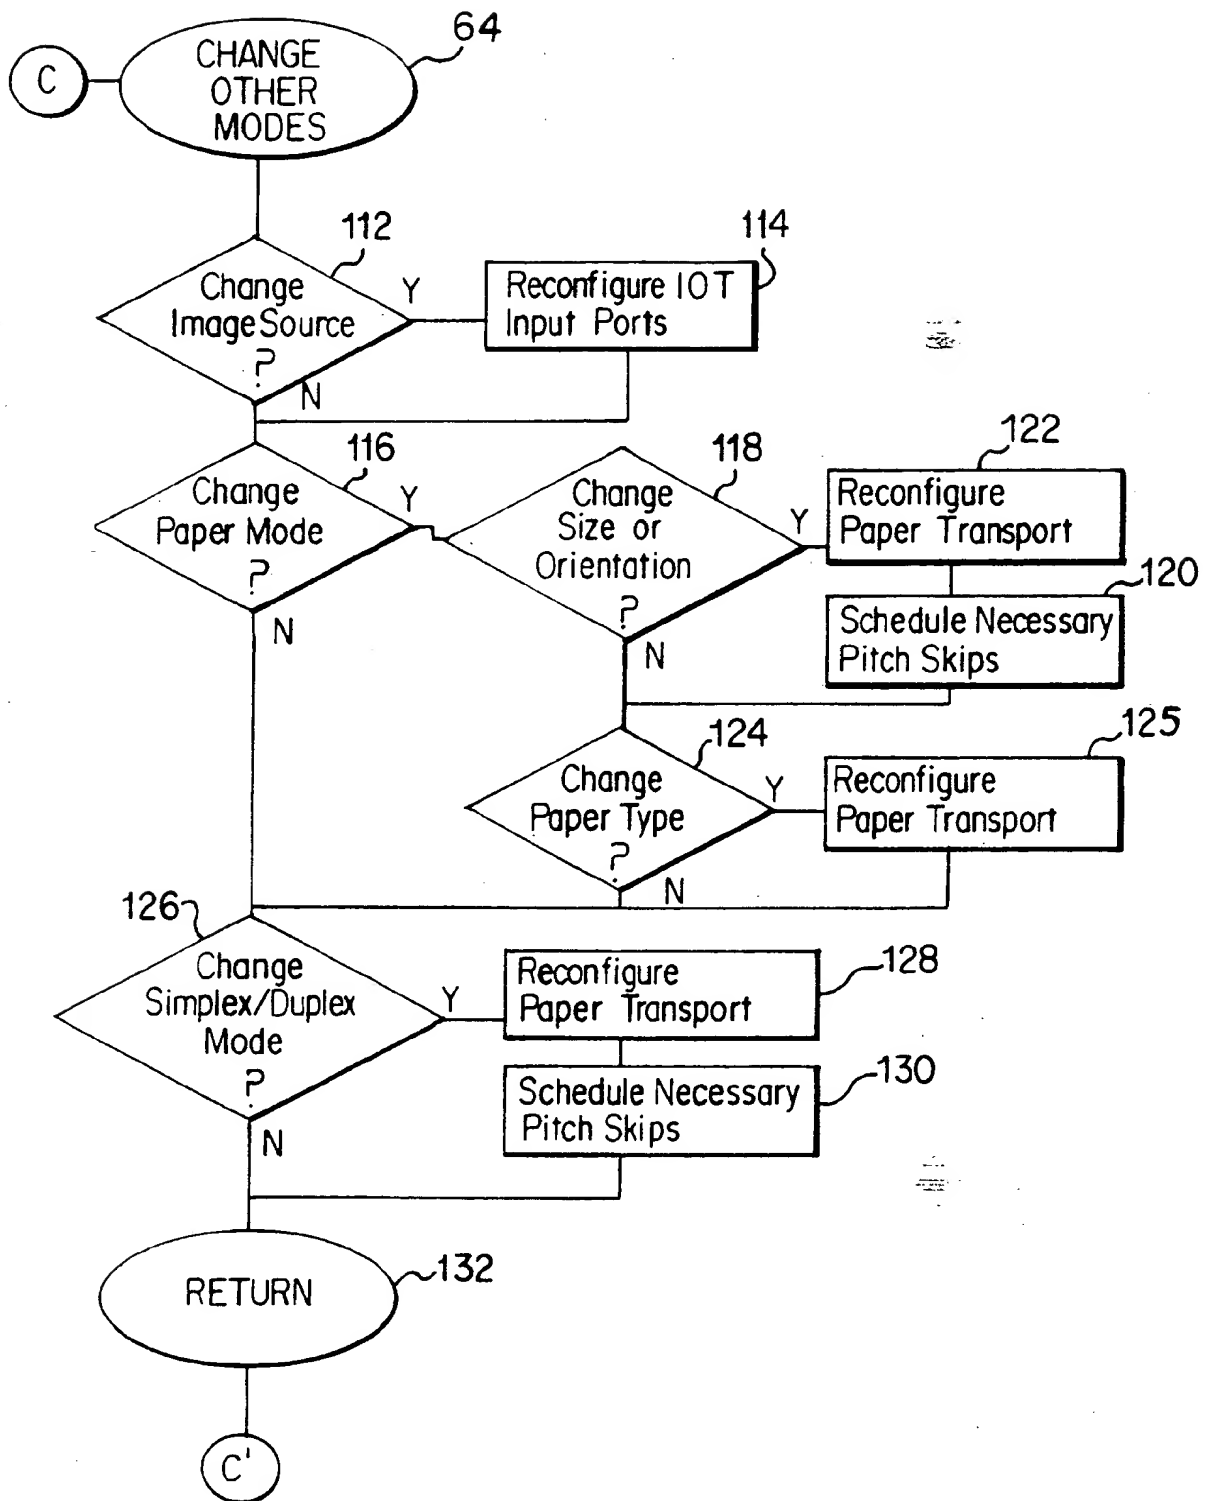 64
C
CHANGE
OTHER
MODES
112
Change
Image Source
?
Y
N
114
Reconfigure IOT
Input Ports
116
Change
Paper Mode
?
Y
N
118
Change
Size or
Orientation
?
Y
N
122
Reconfigure
Paper Transport
120
Schedule Necessary
Pitch Skips
124
Change
Paper Type
?
Y
N
125
Reconfigure
Paper Transport
126
Change
Simplex/Duplex
Mode
?
Y
N
128
Reconfigure
Paper Transport
130
Schedule Necessary
Pitch Skips
RETURN
132
C'